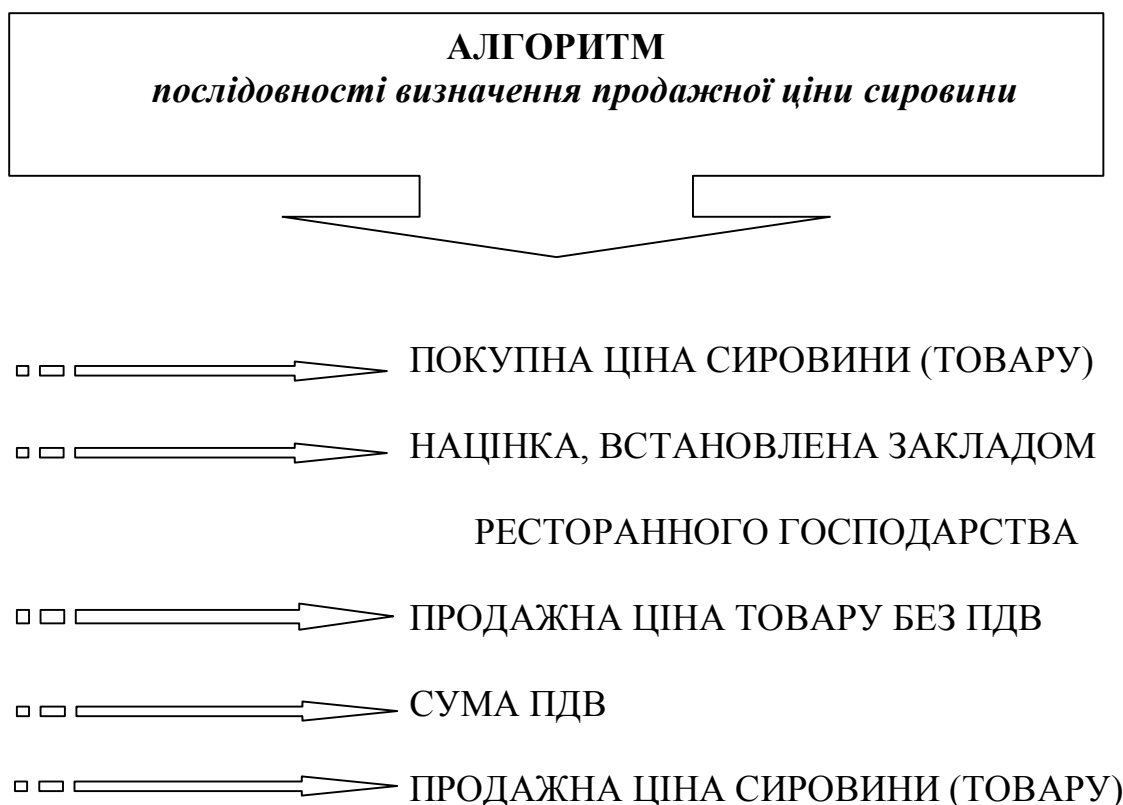 АЛГОРИТМ
послідовності визначення продажної ціни сировини
ПОКУПНА ЦІНА СИРОВИНИ (ТОВАРУ)
НАЦІНКА, ВСТАНОВЛЕНА ЗАКЛАДОМ
РЕСТОРАННОГО ГОСПОДАРСТВА
ПРОДАЖНА ЦІНА ТОВАРУ БЕЗ ПДВ
СУМА ПДВ
ПРОДАЖНА ЦІНА СИРОВИНИ (ТОВАРУ)